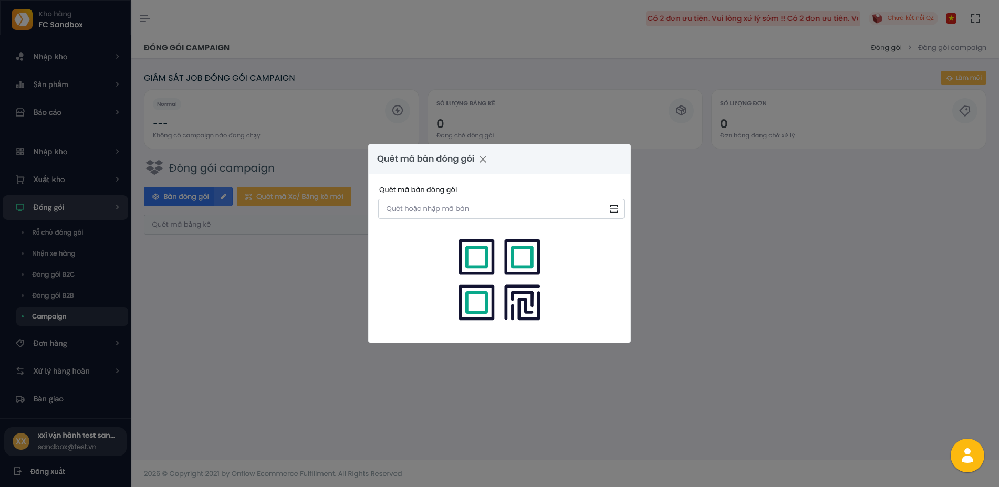 Kho hàng
FC Sandbox
Có 2 đơn ưu tiên. Vui lòng xử lý sớm !! Có 2 đơn ưu tiên. Vu
Chưa kết nối QZ
ĐÓNG GÓI CAMPAIGN
Đóng gói
Đóng gói campaign
Nhập kho
Sản phẩm
Báo cáo
Nhập kho
Xuất kho
Đóng gói
Rổ chờ đóng gói
Nhận xe hàng
Đóng gói B2C
Đóng gói B2B
Campaign
Đơn hàng
Xử lý hàng hoàn
Bàn giao
xxi vận hành test san...
XX
sandbox@test.vn
Đăng xuất
GIÁM SÁT JOB ĐÓNG GÓI CAMPAIGN
Làm mới
Normal
---
Không có campaign nào đang chạy
SỐ LƯỢNG BẢNG KÊ
0
Đang chờ đóng gói
SỐ LƯỢNG ĐƠN
0
Đơn hàng đang chờ xử lý
Đóng gói campaign
Bàn đóng gói
Quét mã Xe/ Bảng kê mới
Quét mã bảng kê
Quét mã bàn đóng gói
Quét mã bàn đóng gói
Quét hoặc nhập mã bàn
2026 © Copyright 2021 by Onflow Ecommerce Fulfillment. All Rights Reserved